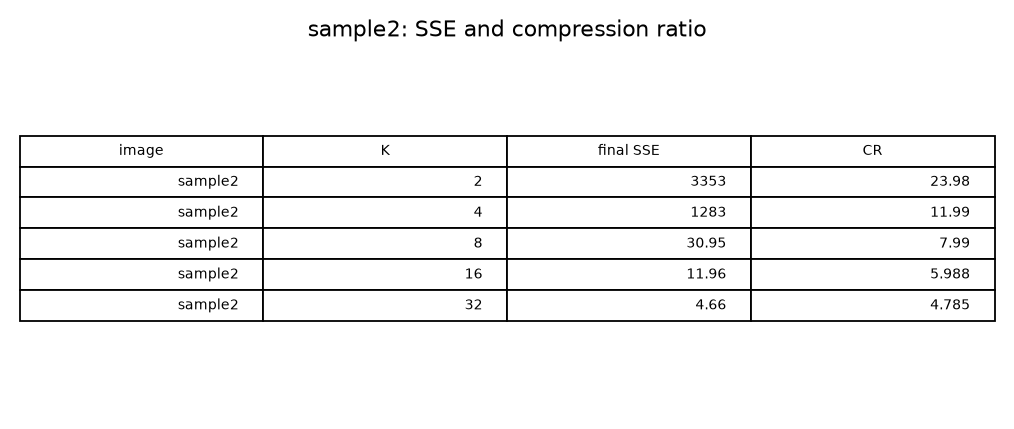 sample2: SSE and compression ratio
image K final SSE CR
sample2 2 3353 23.98
sample2 4 1283 11.99
sample2 8 30.95 7.99
sample2 16 11.96 5.988
sample2 32 4.66 4.785